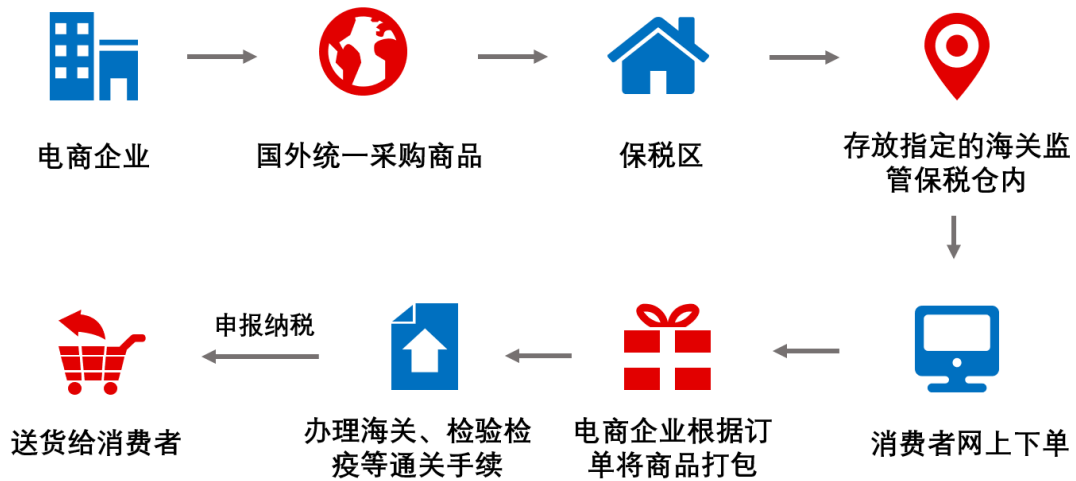 电商企业
国外统一采购商品
保税区
存放指定的海关监
管保税仓内
消费者网上下单
电商企业根据订
单将商品打包
办理海关、检验检
疫等通关手续
申报纳税
送货给消费者